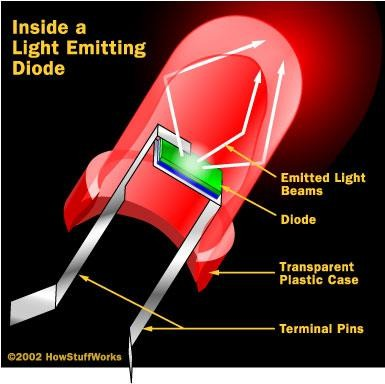 Inside a
Light Emitting
Diode
Emitted Light
Beams
Diode
Transparent
Plastic Case
Terminal Pins
©2002 HowStuffWorks